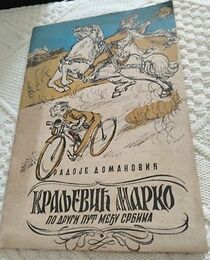 РАДОЈЕ ДОМАНОВИЋ
КРАЉЕВИЋ МАРКО
ПО ДРУГИ ПУТ МЕЂУ СРБИМА